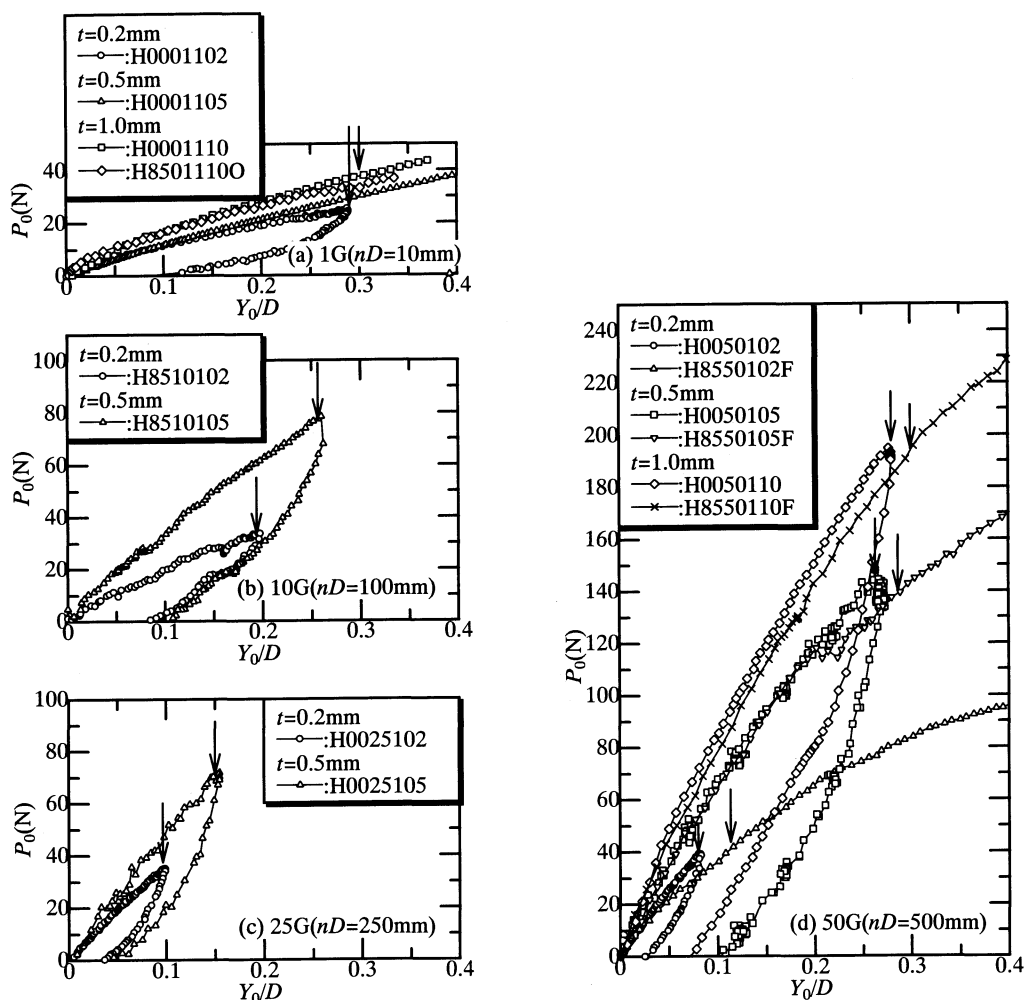 t=0.2mm
:H0001102
t=0.5mm
:H0001105
t=1.0mm
:H0001110
:H8501110O
40
20
0
P0(N)
(a) 1G(nD=10mm)
0 0.1 0.2 0.3 0.4
Y0/D
t=0.2mm
:H8510102
t=0.5mm
:H8510105
100
80
60
40
20
0
P0(N)
(b) 10G(nD=100mm)
0 0.1 0.2 0.3 0.4
Y0/D
t=0.2mm
:H0025102
t=0.5mm
:H0025105
100
80
60
40
20
0
P0(N)
(c) 25G(nD=250mm)
0 0.1 0.2 0.3 0.4
Y0/D
t=0.2mm
:H0050102
:H8550102F
t=0.5mm
:H0050105
:H8550105F
t=1.0mm
:H0050110
:H8550110F
240
220
200
180
160
140
120
100
80
60
40
20
0
P0(N)
(d) 50G(nD=500mm)
0 0.1 0.2 0.3 0.4
Y0/D